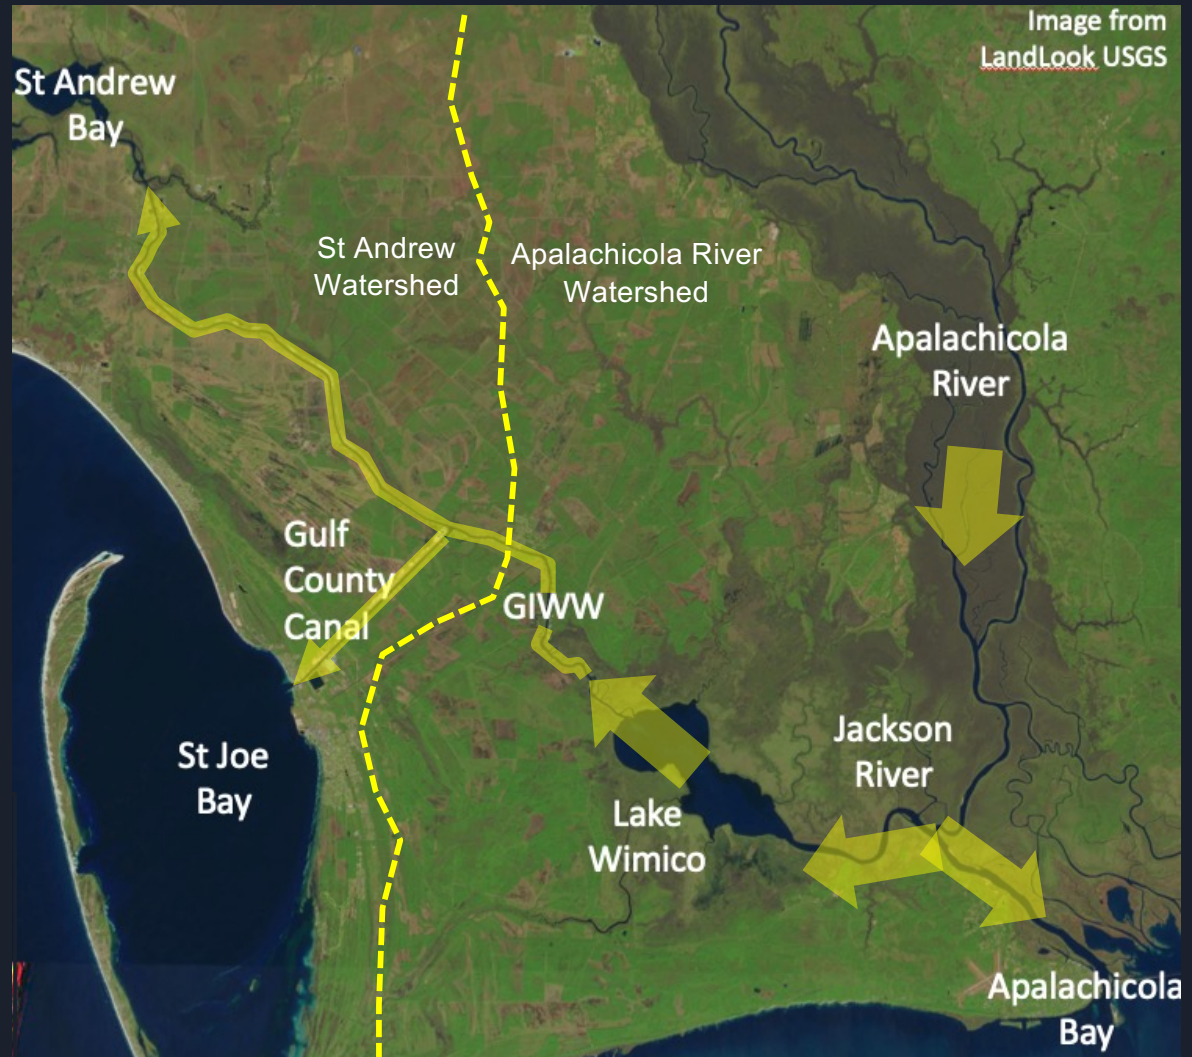 Image from
LandLook USGS
St Andrew
Bay
St Andrew
Watershed
Apalachicola River
Watershed
Apalachicola
River
Gulf
County
Canal
GIWW
St Joe
Bay
Jackson
River
Lake
Wimico
Apalachicola
Bay